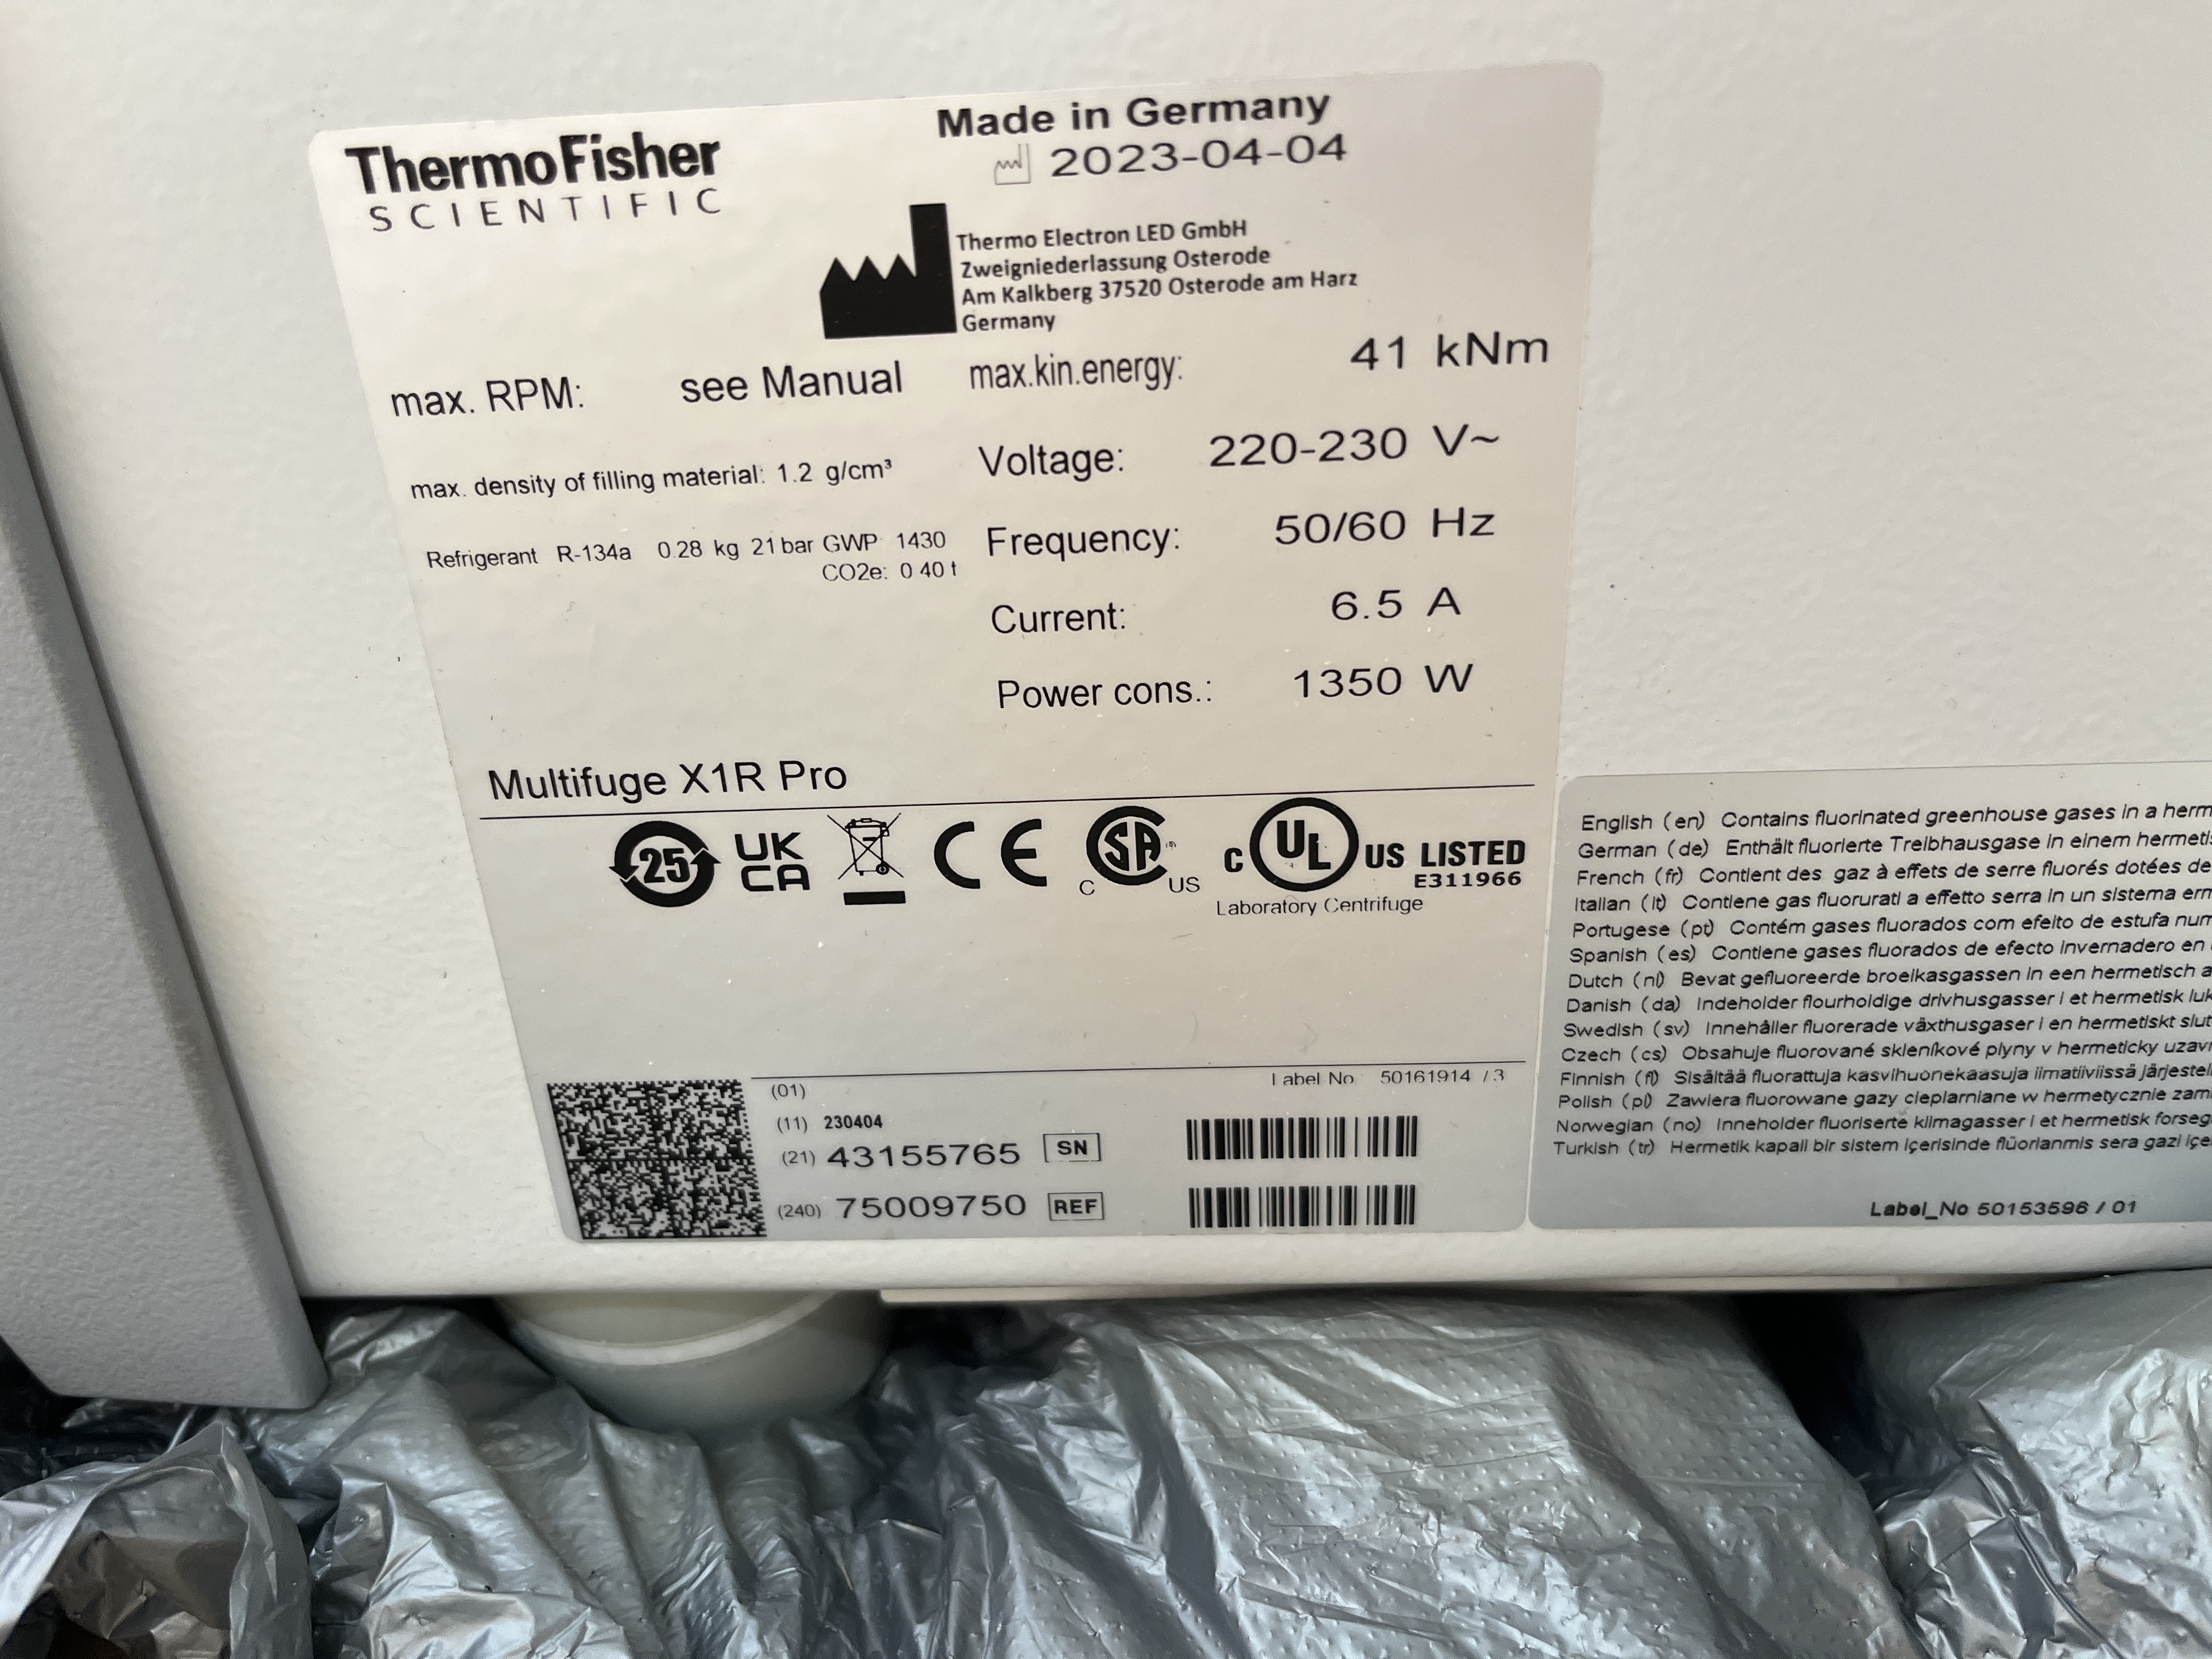 ThermoFisher
SCIENTIFIC
Made in Germany
2023-04-04
Thermo Electron LED GmbH
Zweigniederlassung Osterode
Am Kalkberg 37520 Osterode am Harz
Germany
max. RPM: see Manual
max.kin.energy: 41 kNm
max. density of filling material: 1.2 g/cm³
Voltage: 220-230 V~
Refrigerant R-134a 0.28 kg 21 bar GWP 1430
CO2e: 0 40 t
Frequency: 50/60 Hz
Current: 6.5 A
Power cons.: 1350 W
Multifuge X1R Pro
25
UK
CA
CE
C SA US
C UL US LISTED
E311966
Laboratory Centrifuge
Label No 50161914 / 3
(01)
(11) 230404
(21) 43155765 SN
(240) 75009750 REF
English (en) Contains fluorinated greenhouse gases in a herm
German (de) Enthält fluorierte Treibhausgase in einem hermetis
French (fr) Contient des gaz à effets de serre fluorés dotées de
Italian (it) Contiene gas fluorurati a effetto serra in un sistema erm
Portugese (pt) Contém gases fluorados com efeito de estufa num
Spanish (es) Contiene gases fluorados de efecto invernadero en
Dutch (nl) Bevat gefluoreerde broeikasgassen in een hermetisch a
Danish (da) Indeholder flourholdige drivhusgasser i et hermetisk luk
Swedish (sv) Innehåller fluorerade växthusgaser i en hermetiskt slut
Czech (cs) Obsahuje fluorované skleníkové plyny v hermeticky uzavř
Finnish (fi) Sisältää fluorattuja kasvihuonekaasuja ilmatiiviissä järjestel
Polish (pl) Zawiera fluorowane gazy cieplarniane w hermetycznie zam
Norwegian (no) Inneholder fluoriserte klimagasser i et hermetisk forseg
Turkish (tr) Hermetik kapali bir sistem içerisinde flüorlanmis sera gazi içe
Label_No 50153596 / 01